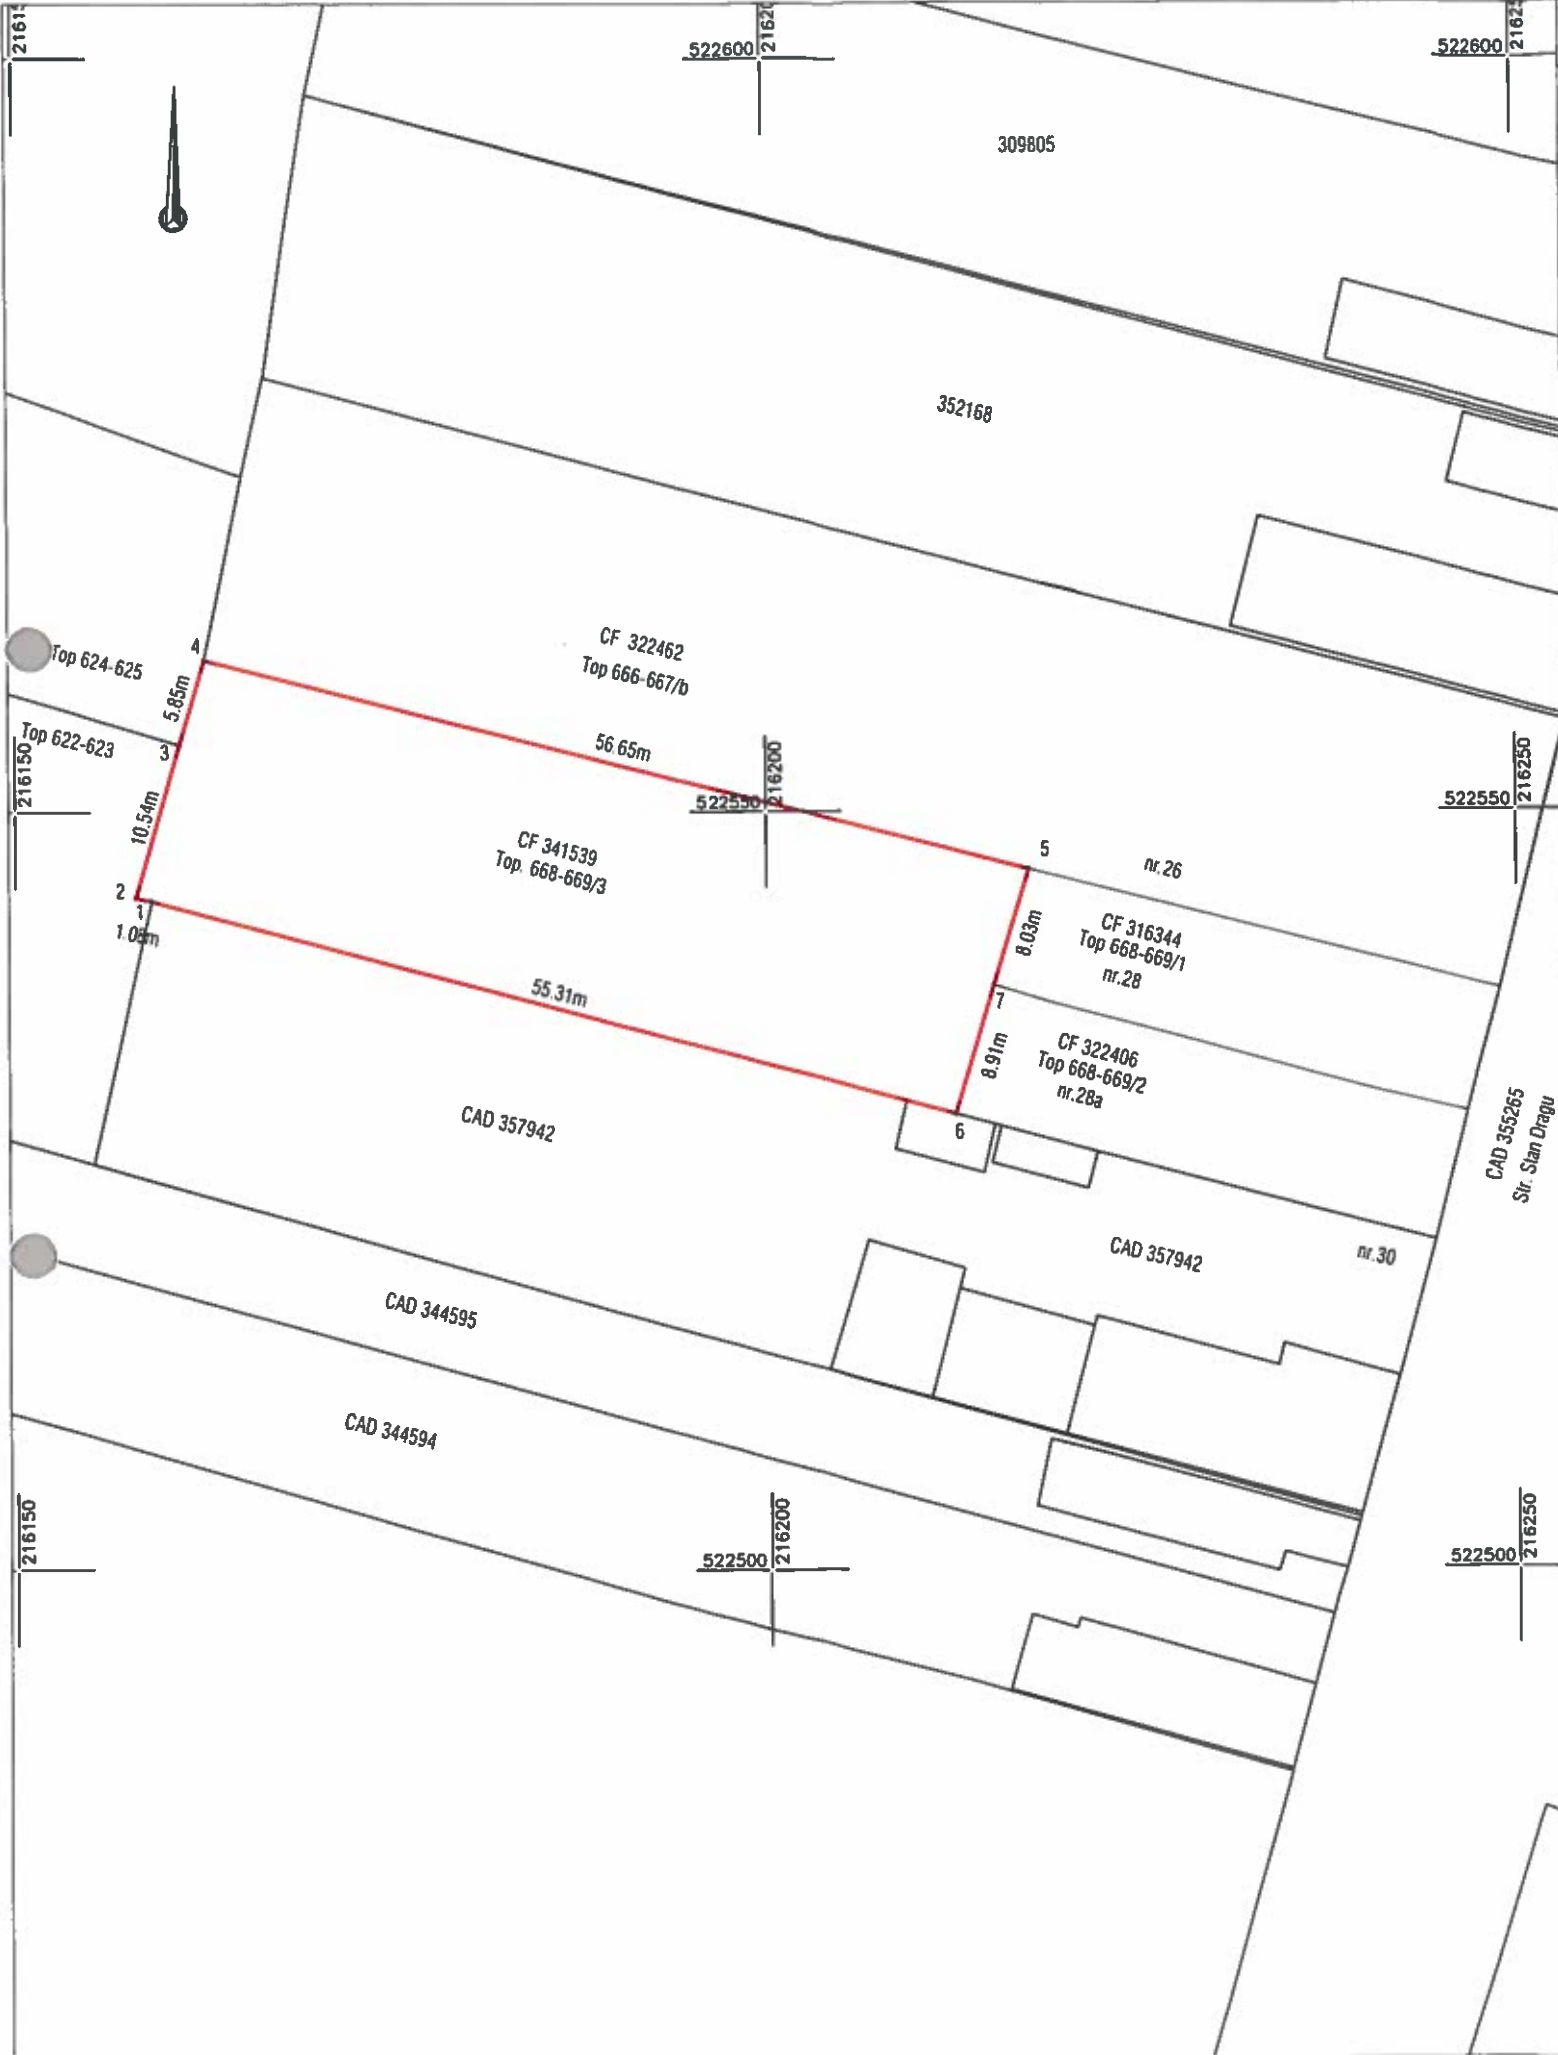 522600
522600
309805
352168
CF 322462
Top 666-667/b
Top 624-625
4
5.85m
3
Top 622-623
216150
56.65m
522550
216200
522550
216250
10.54m
CF 341539
Top. 668-669/3
5
nr.26
2
1
8.03m
CF 316344
Top 668-669/1
nr.28
55.31m
7
8.91m
CF 322406
Top 668-669/2
nr.28a
6
CAD 357942
CAD 355265
Str. Stan Dragu
CAD 357942
nr.30
CAD 344595
CAD 344594
216150
522500
216200
522500
216250